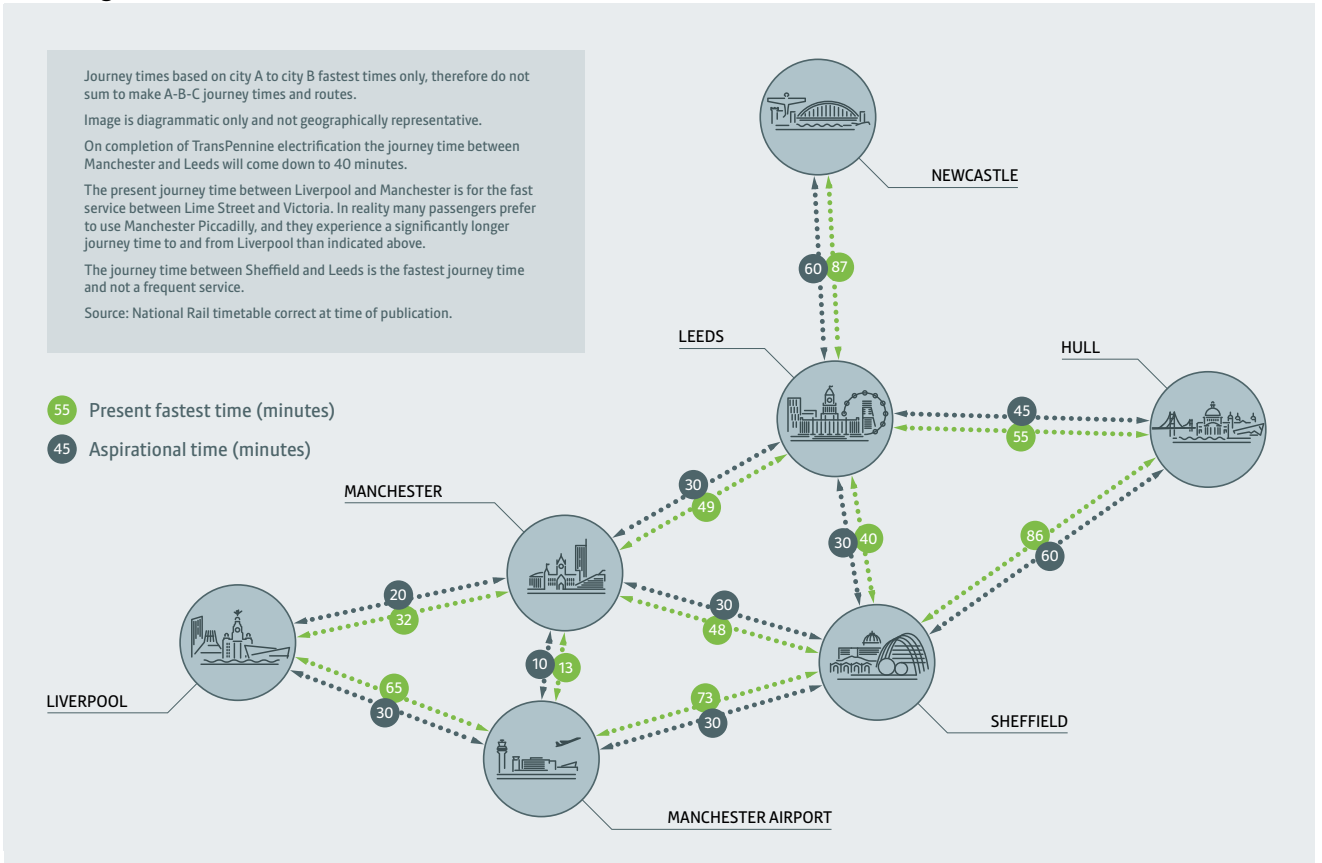 Journey times based on city A to city B fastest times only, therefore do not
sum to make A-B-C journey times and routes.
Image is diagrammatic only and not geographically representative.
On completion of TransPennine electrification the journey time between
Manchester and Leeds will come down to 40 minutes.
The present journey time between Liverpool and Manchester is for the fast
service between Lime Street and Victoria. In reality many passengers prefer
to use Manchester Piccadilly, and they experience a significantly longer
journey time to and from Liverpool than indicated above.
The journey time between Sheffield and Leeds is the fastest journey time
and not a frequent service.
Source: National Rail timetable correct at time of publication.
NEWCASTLE
60 87
LEEDS
HULL
55 Present fastest time (minutes)
45 Aspirational time (minutes)
45
55
30
49
MANCHESTER
30 40
86
60
20
32
30
48
10 13
65
30
73
30
LIVERPOOL
SHEFFIELD
MANCHESTER AIRPORT